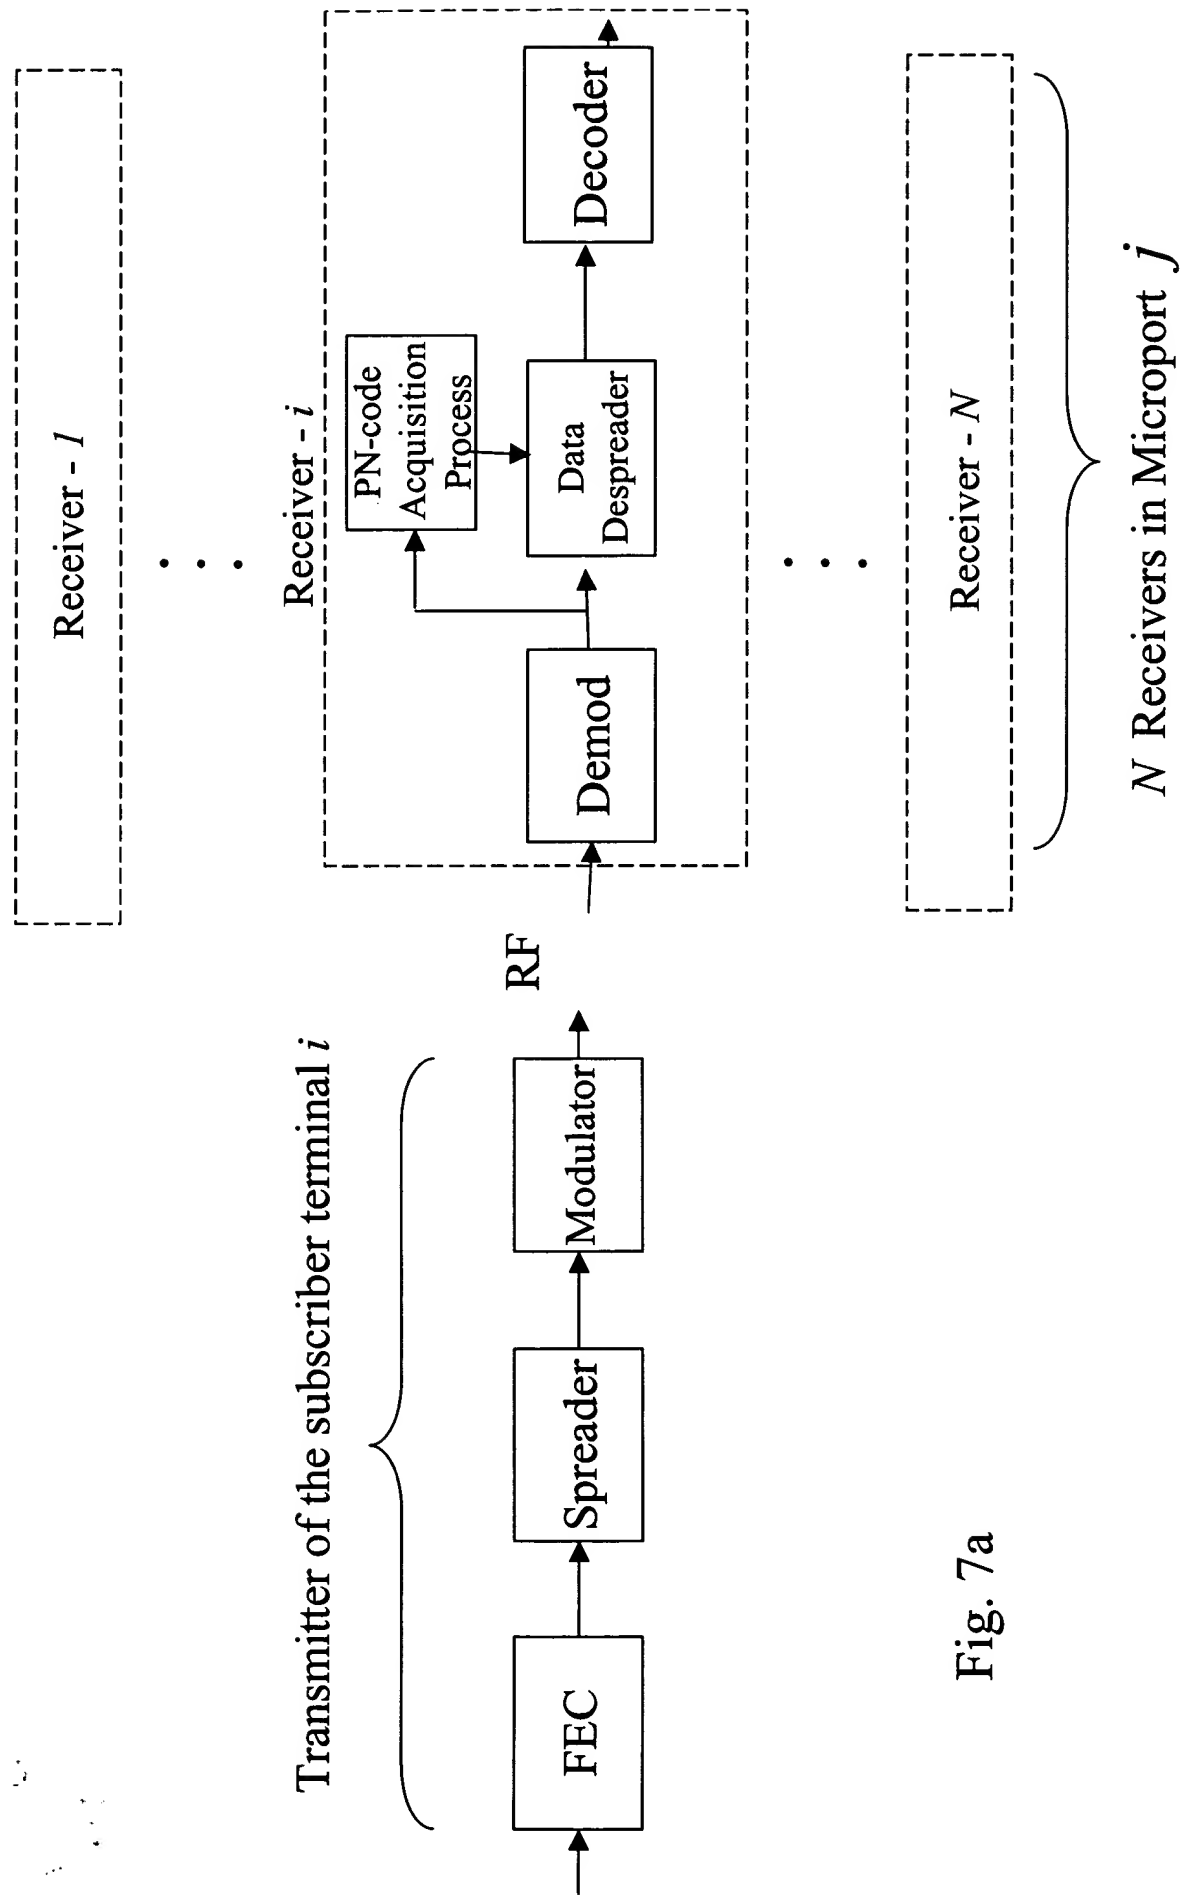 Receiver - 1
Transmitter of the subscriber terminal i
Receiver - i
PN-code
Acquisition
Process
FEC
Spreader
Modulator
RF
Demod
Data
Despreader
Decoder
Receiver - N
N Receivers in Microport j
Fig. 7a